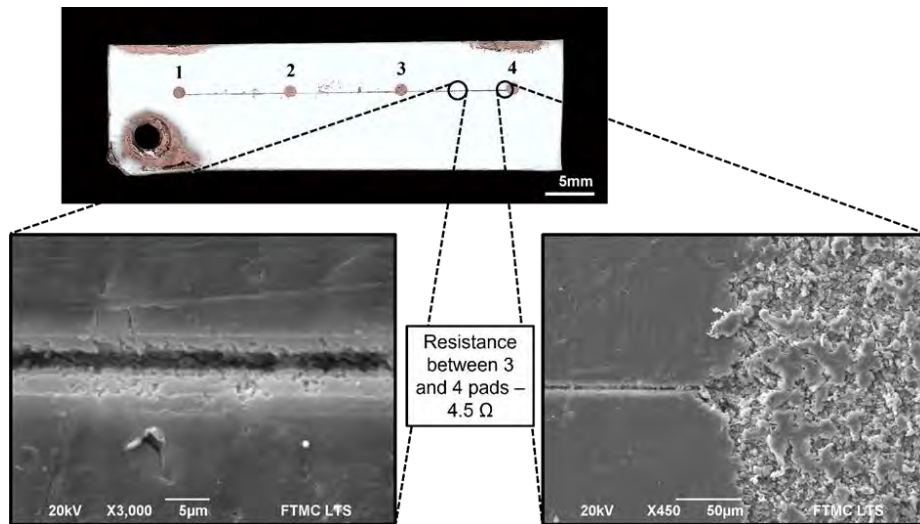 1 2 3 4
5mm
Resistance
between 3
and 4 pads –
4.5 Ω
20kV X3,000 5µm FTMC LTS
20kV X450 50µm FTMC LTS